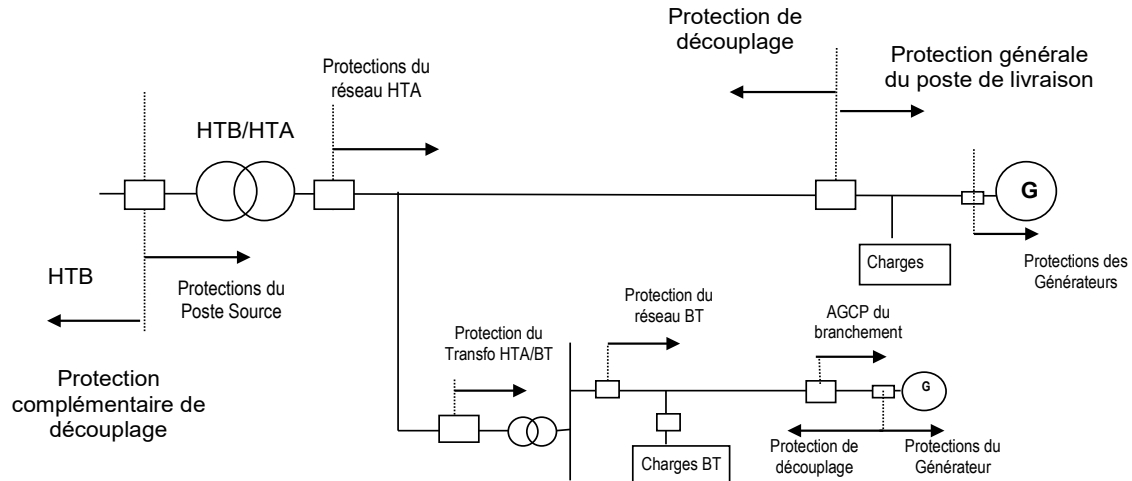 Protection de
découplage
Protection générale
du poste de livraison
Protections du
réseau HTA
HTB/HTA
G
HTB
Protections du
Poste Source
Charges
Protections des
Générateurs
Protection du
réseau BT
AGCP du
branchement
Protection du
Transfo HTA/BT
Protection
complémentaire de
découplage
G
Charges BT
Protection de
découplage
Protections du
Générateur